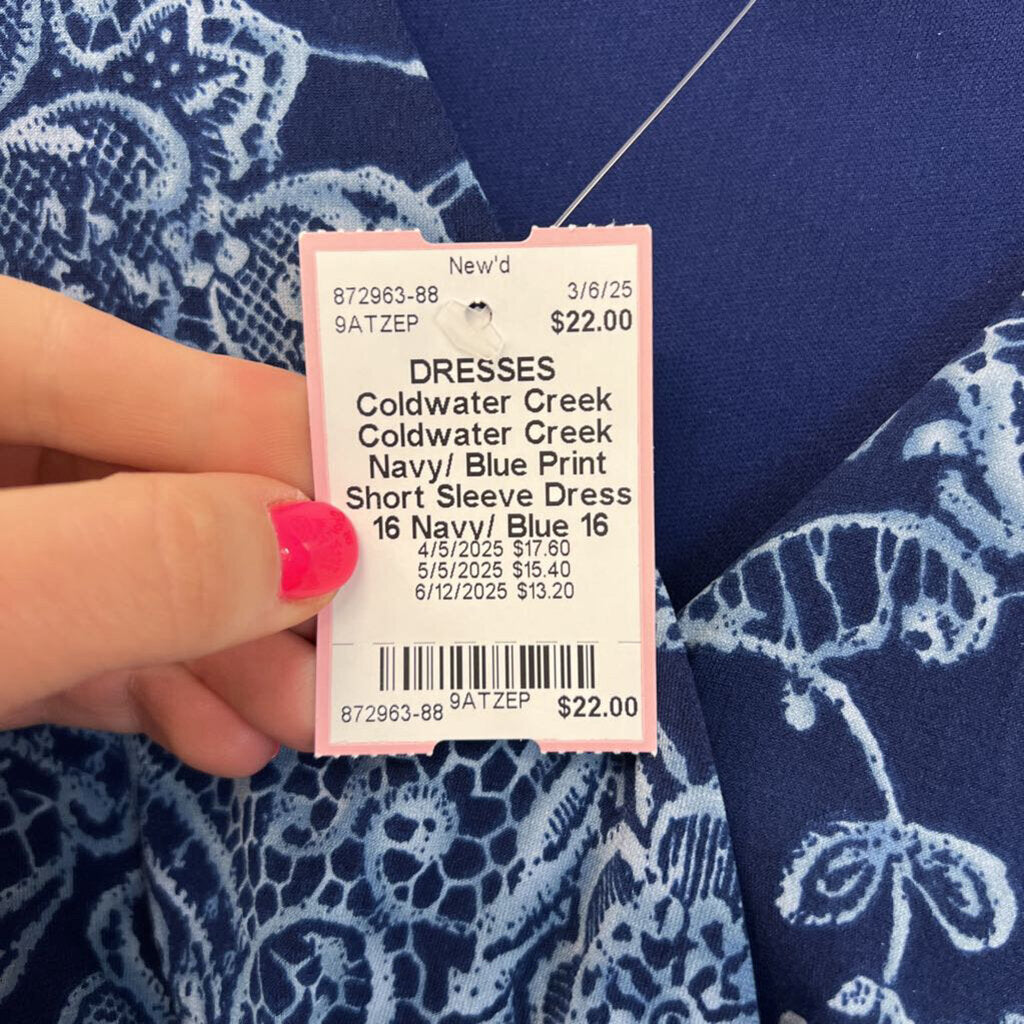 New'd
872963-88 3/6/25
9ATZEP $22.00
DRESSES
Coldwater Creek
Coldwater Creek
Navy/ Blue Print
Short Sleeve Dress
16 Navy/ Blue 16
4/5/2025 $17.60
5/5/2025 $15.40
6/12/2025 $13.20
872963-88 9ATZEP $22.00